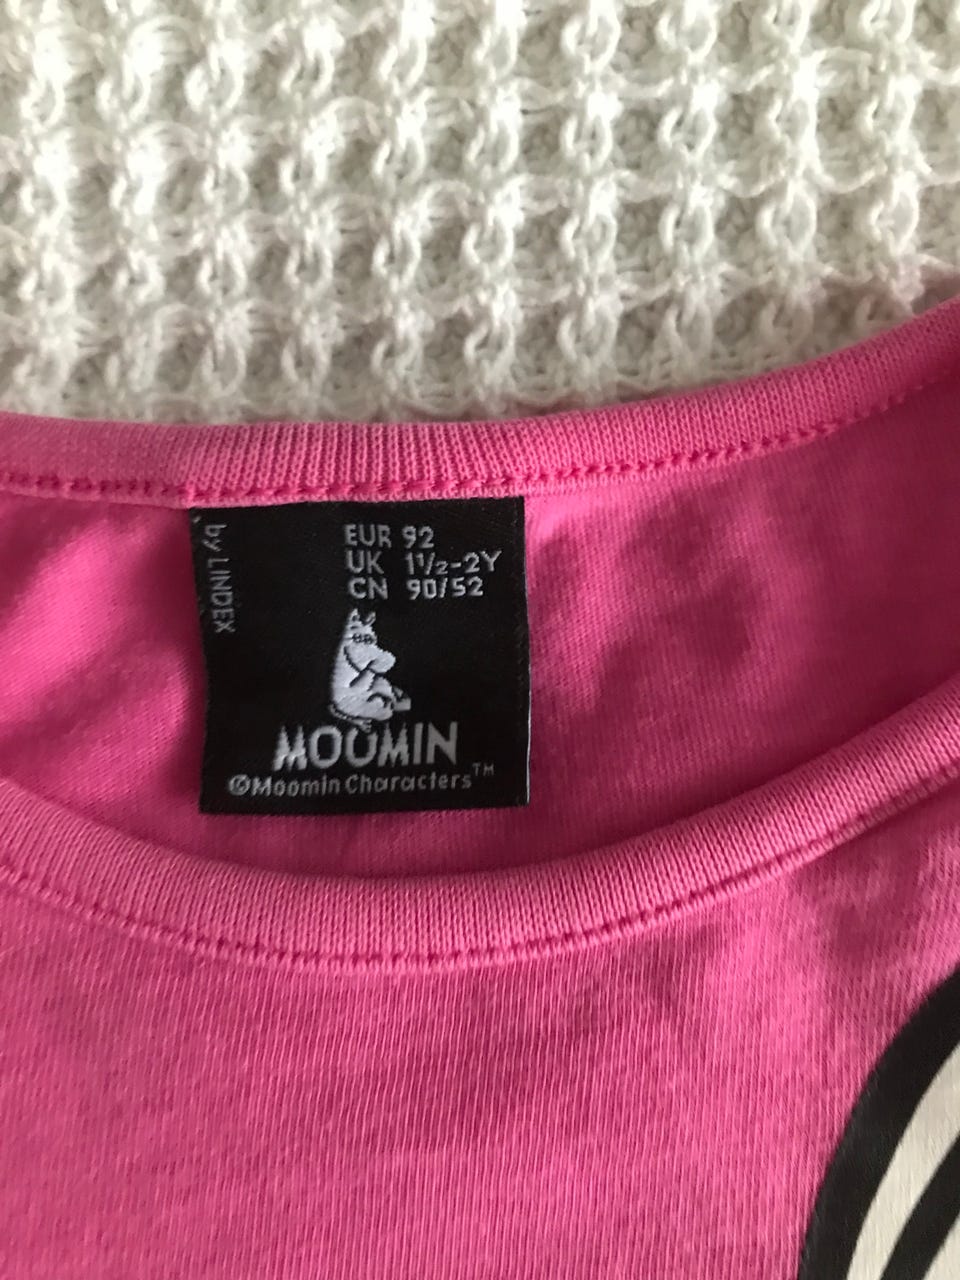 by LINDEX
EUR 92
UK 1½-2Y
CN 90/52
MOOMIN
©Moomin Characters™